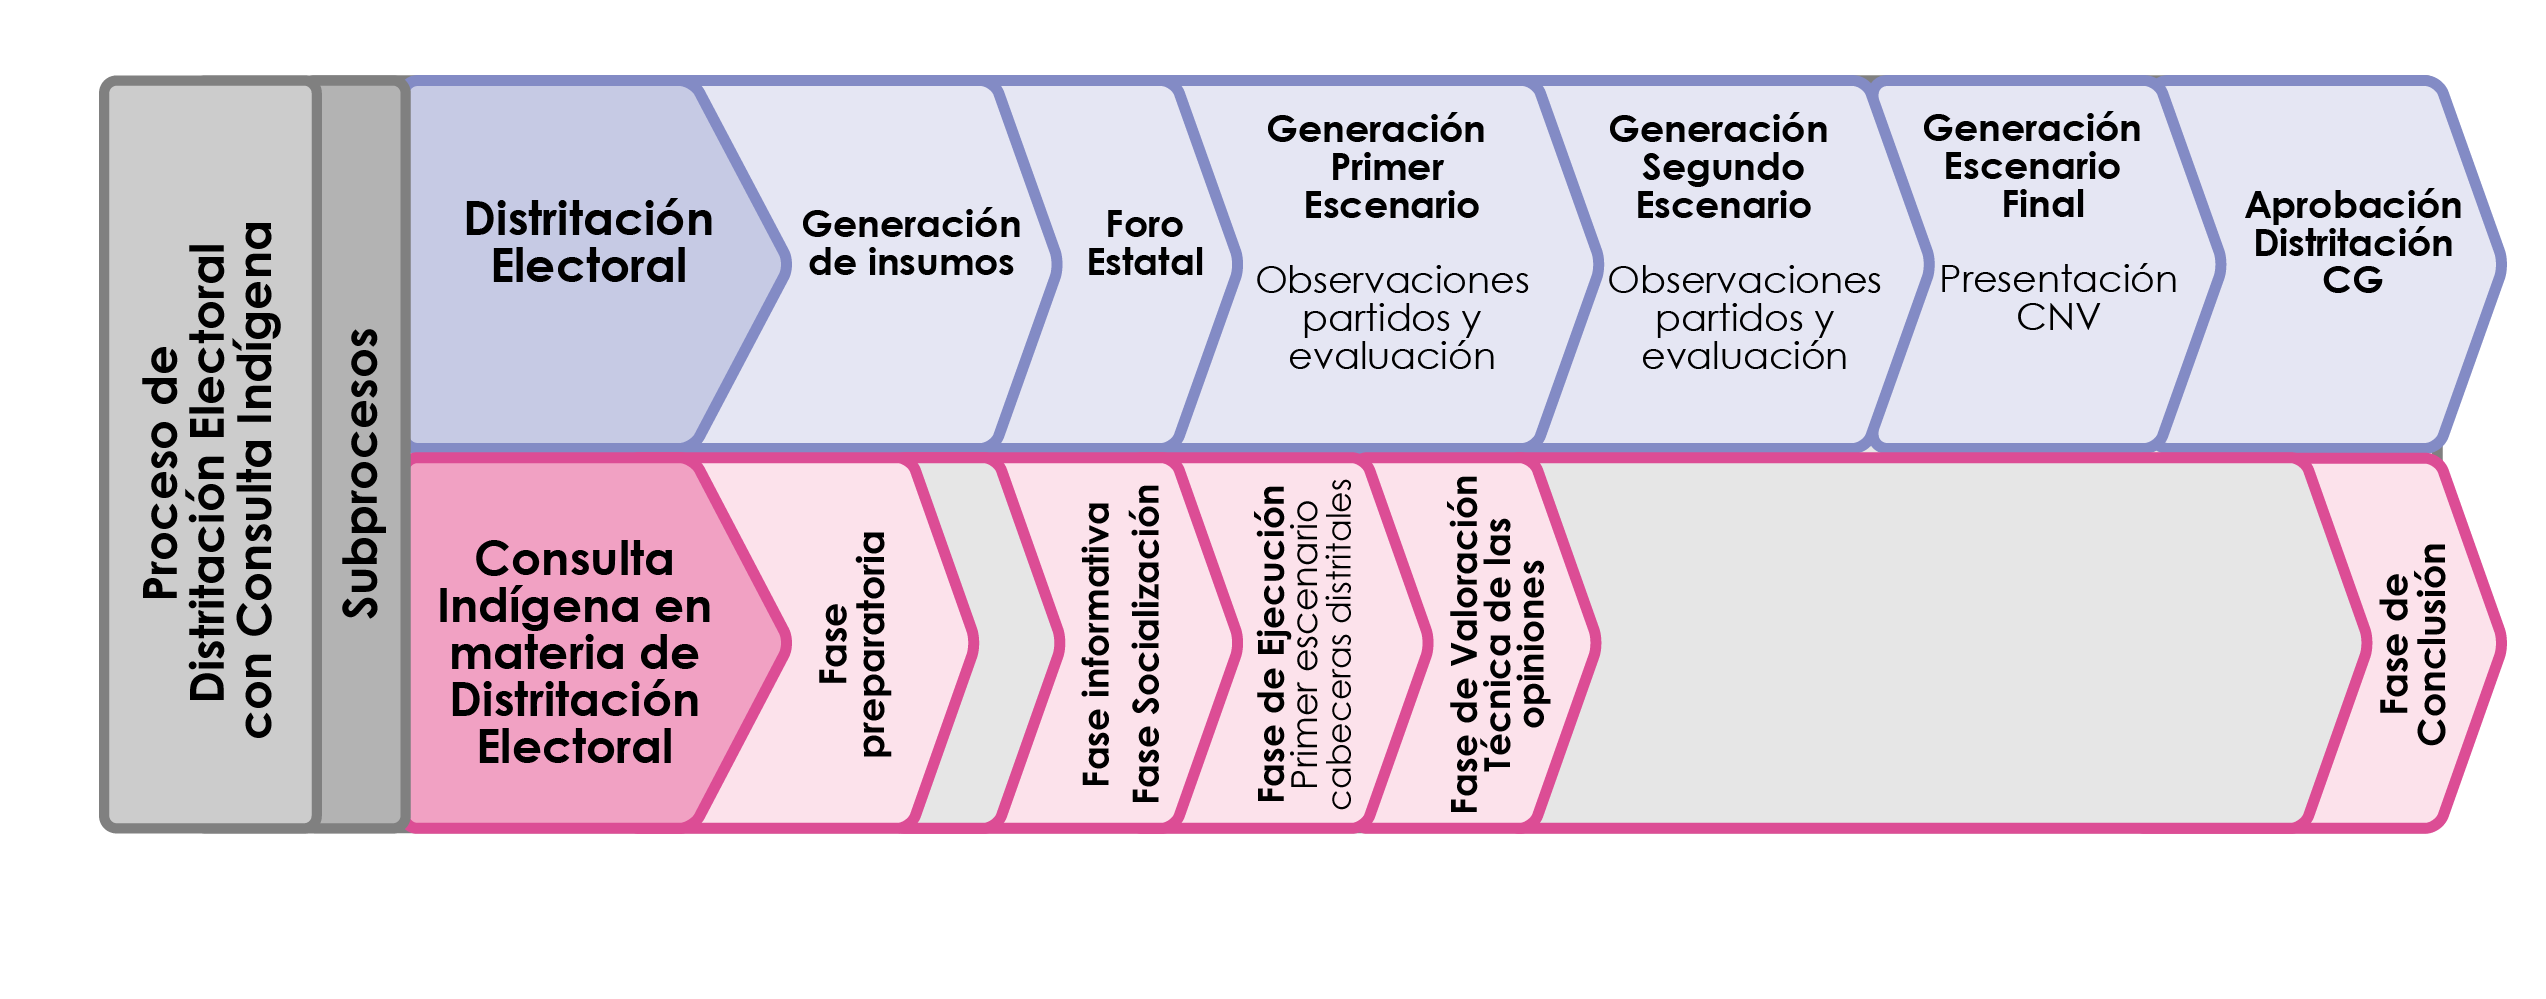 Proceso de
Distritación Electoral
con Consulta Indígena
Subprocesos
Distritación
Electoral
Generación
de insumos
Foro
Estatal
Generación
Primer
Escenario
Observaciones
partidos y
evaluación
Generación
Segundo
Escenario
Observaciones
partidos y
evaluación
Generación
Escenario
Final
Presentación
CNV
Aprobación
Distritación
CG
Consulta
Indígena en
materia de
Distritación
Electoral
Fase
preparatoria
Fase informativa
Fase Socialización
Fase de Ejecución
Primer escenario
cabeceras distritales
Fase de Valoración
Técnica de las
opiniones
Fase de
Conclusión